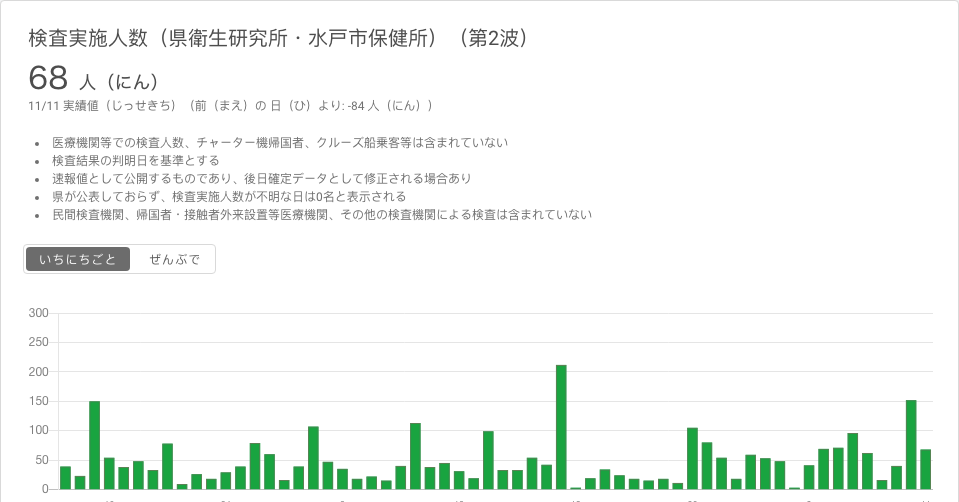 検査実施人数（県衛生研究所・水戸市保健所）（第2波）
68 人（にん）
11/11 実績値（じっせきち）（前（まえ）の 日（ひ）より: -84 人（にん））
医療機関等での検査人数、チャーター機帰国者、クルーズ船乗客等は含まれていない
検査結果の判明日を基準とする
速報値として公開するものであり、後日確定データとして修正される場合あり
県が公表しておらず、検査実施人数が不明な日は0名と表示される
民間検査機関、帰国者・接触者外来設置等医療機関、その他の検査機関による検査は含まれていない
いちにちごと ぜんぶで
300
250
200
150
100
50
0